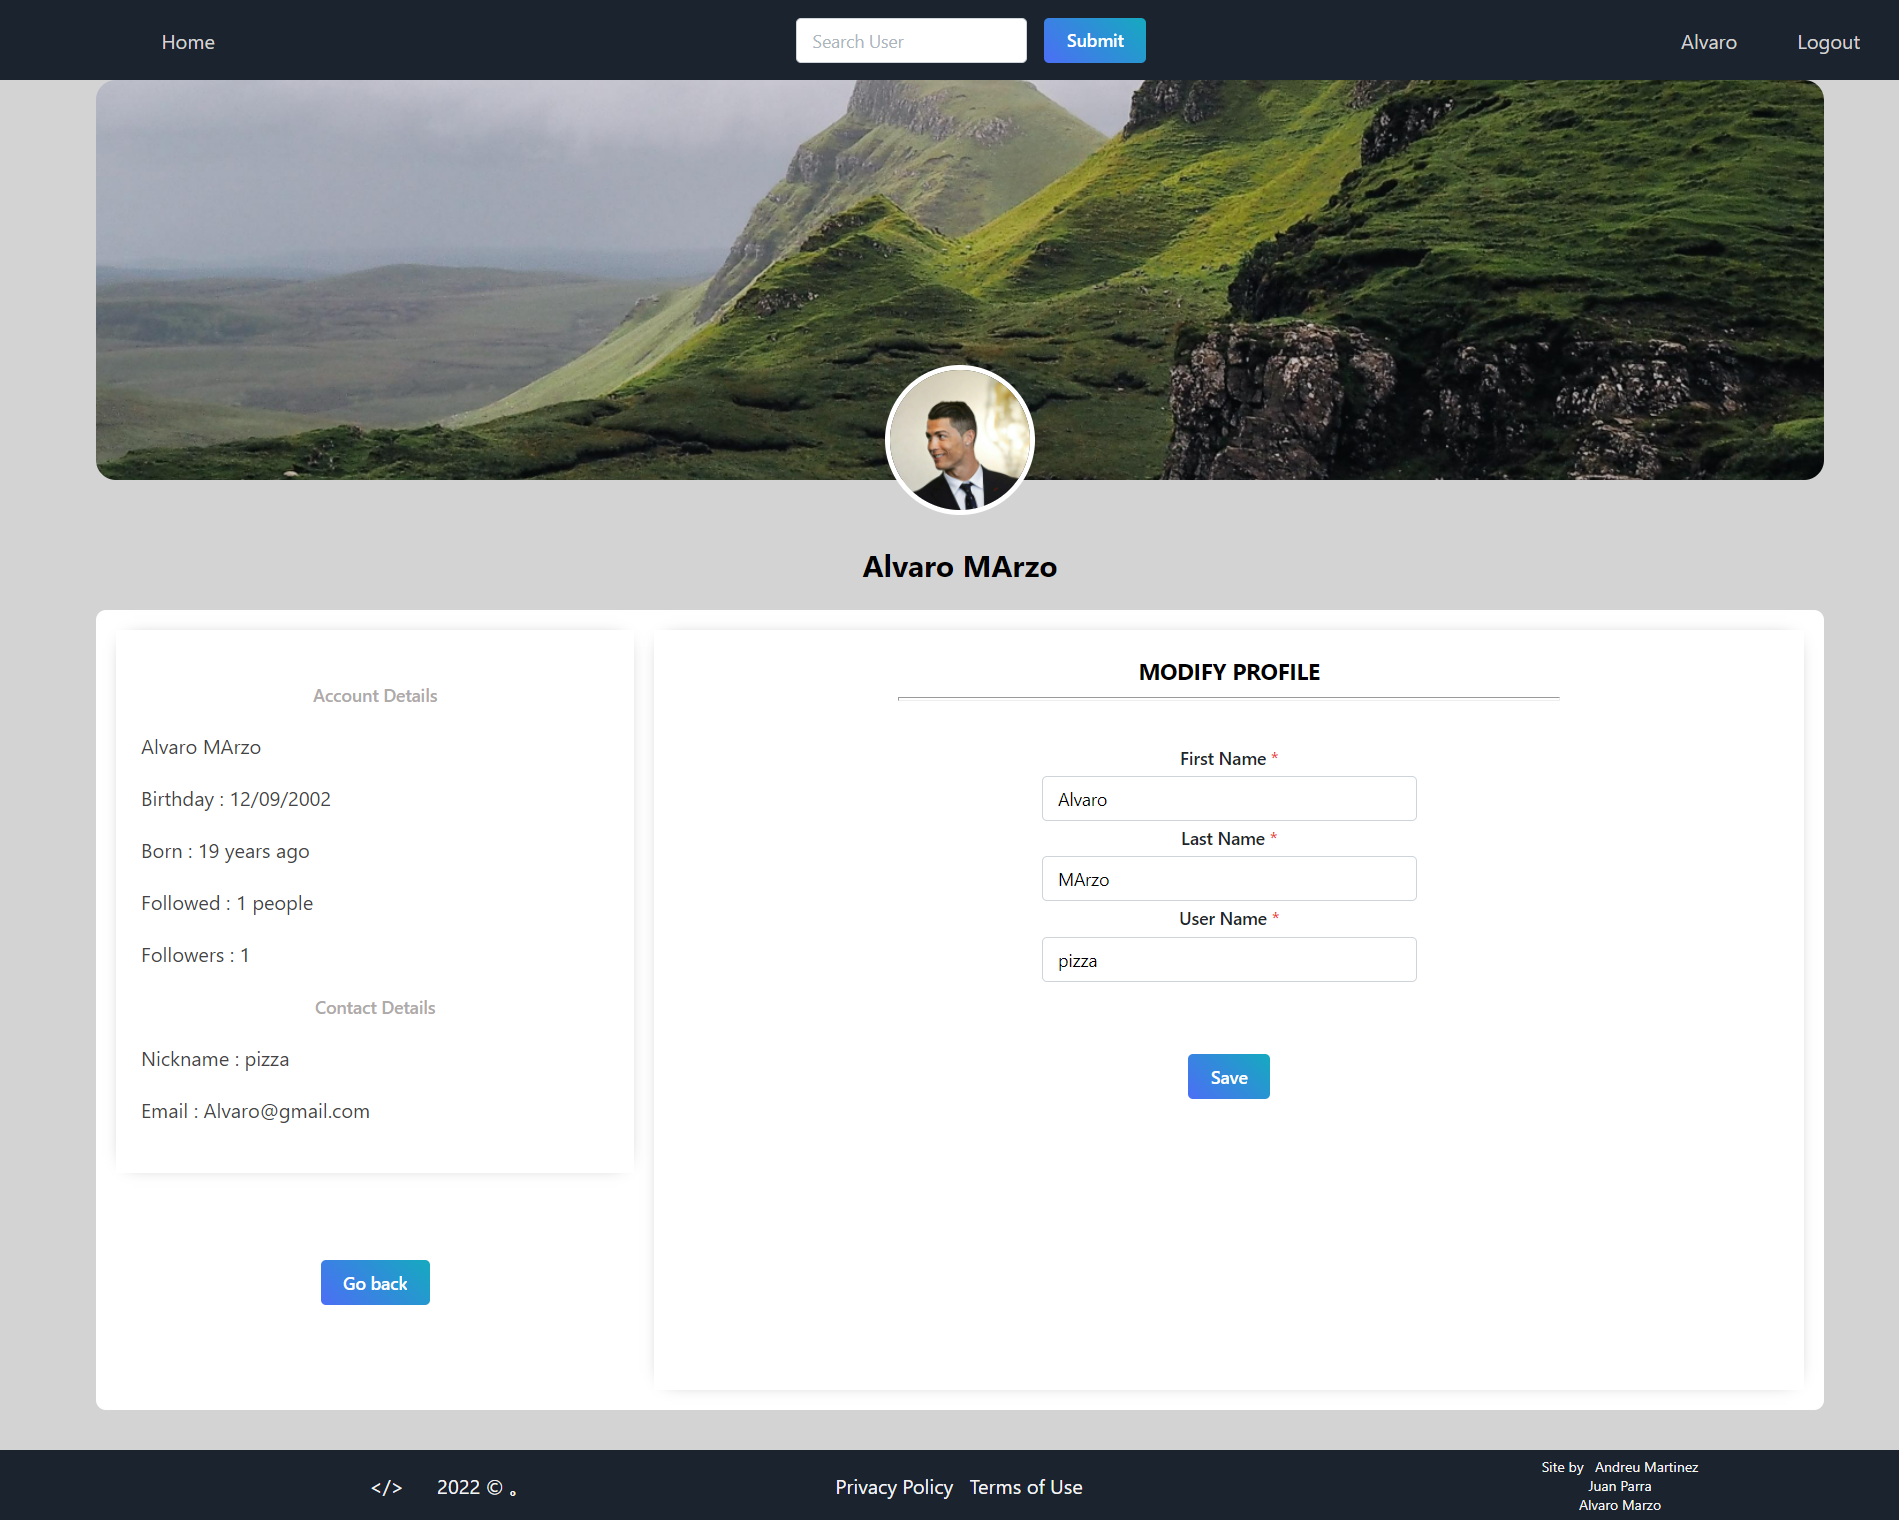 Home
Search User
Submit
Alvaro
Logout
Alvaro MArzo
Account Details
Alvaro MArzo
Birthday : 12/09/2002
Born : 19 years ago
Followed : 1 people
Followers : 1
Contact Details
Nickname : pizza
Email : Alvaro@gmail.com
Go back
MODIFY PROFILE
First Name *
Alvaro
Last Name *
MArzo
User Name *
pizza
Save
</> 2022 © 。
Privacy Policy Terms of Use
Site by Andreu Martinez
Juan Parra
Alvaro Marzo